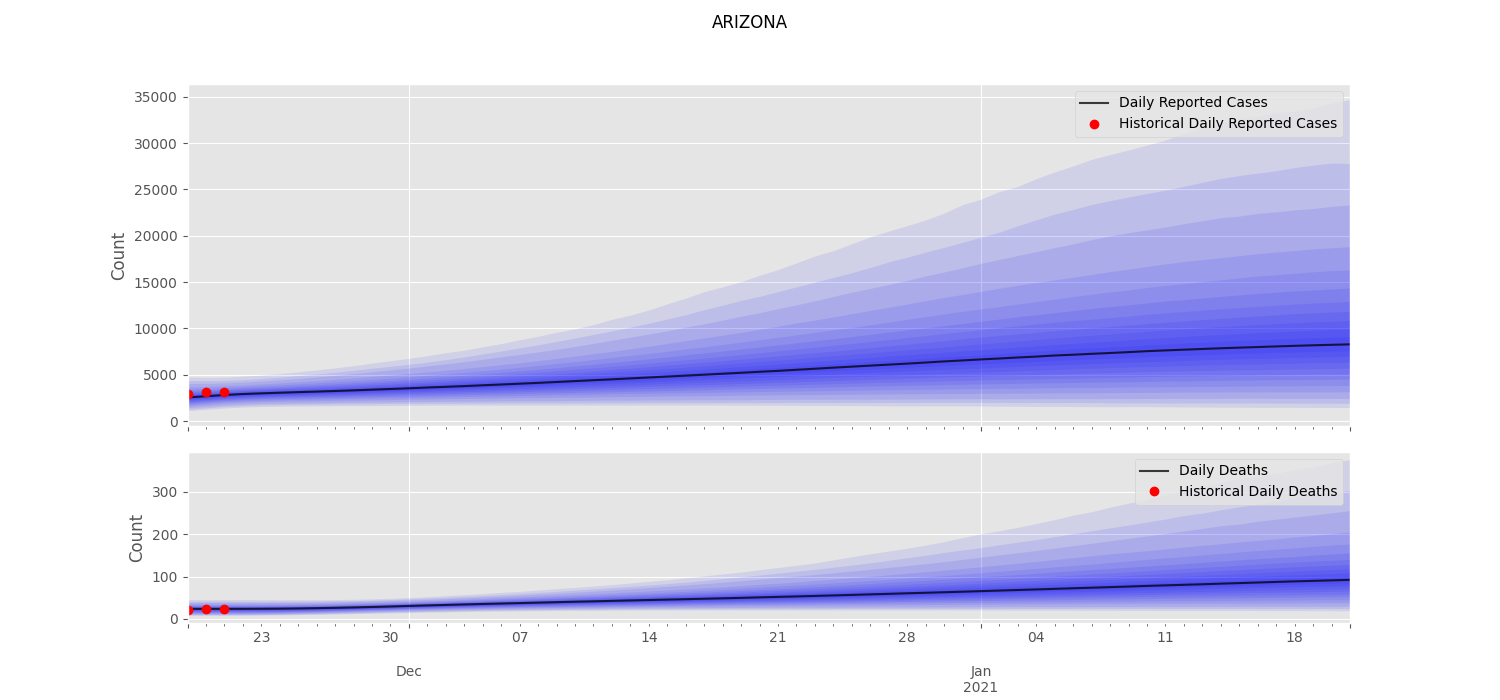 ARIZONA
35000
30000
25000
20000
15000
10000
5000
0
Count
Daily Reported Cases
Historical Daily Reported Cases
300
200
100
0
Count
Daily Deaths
Historical Daily Deaths
23 30 07 14 21 28 04 11 18
Dec Jan
2021